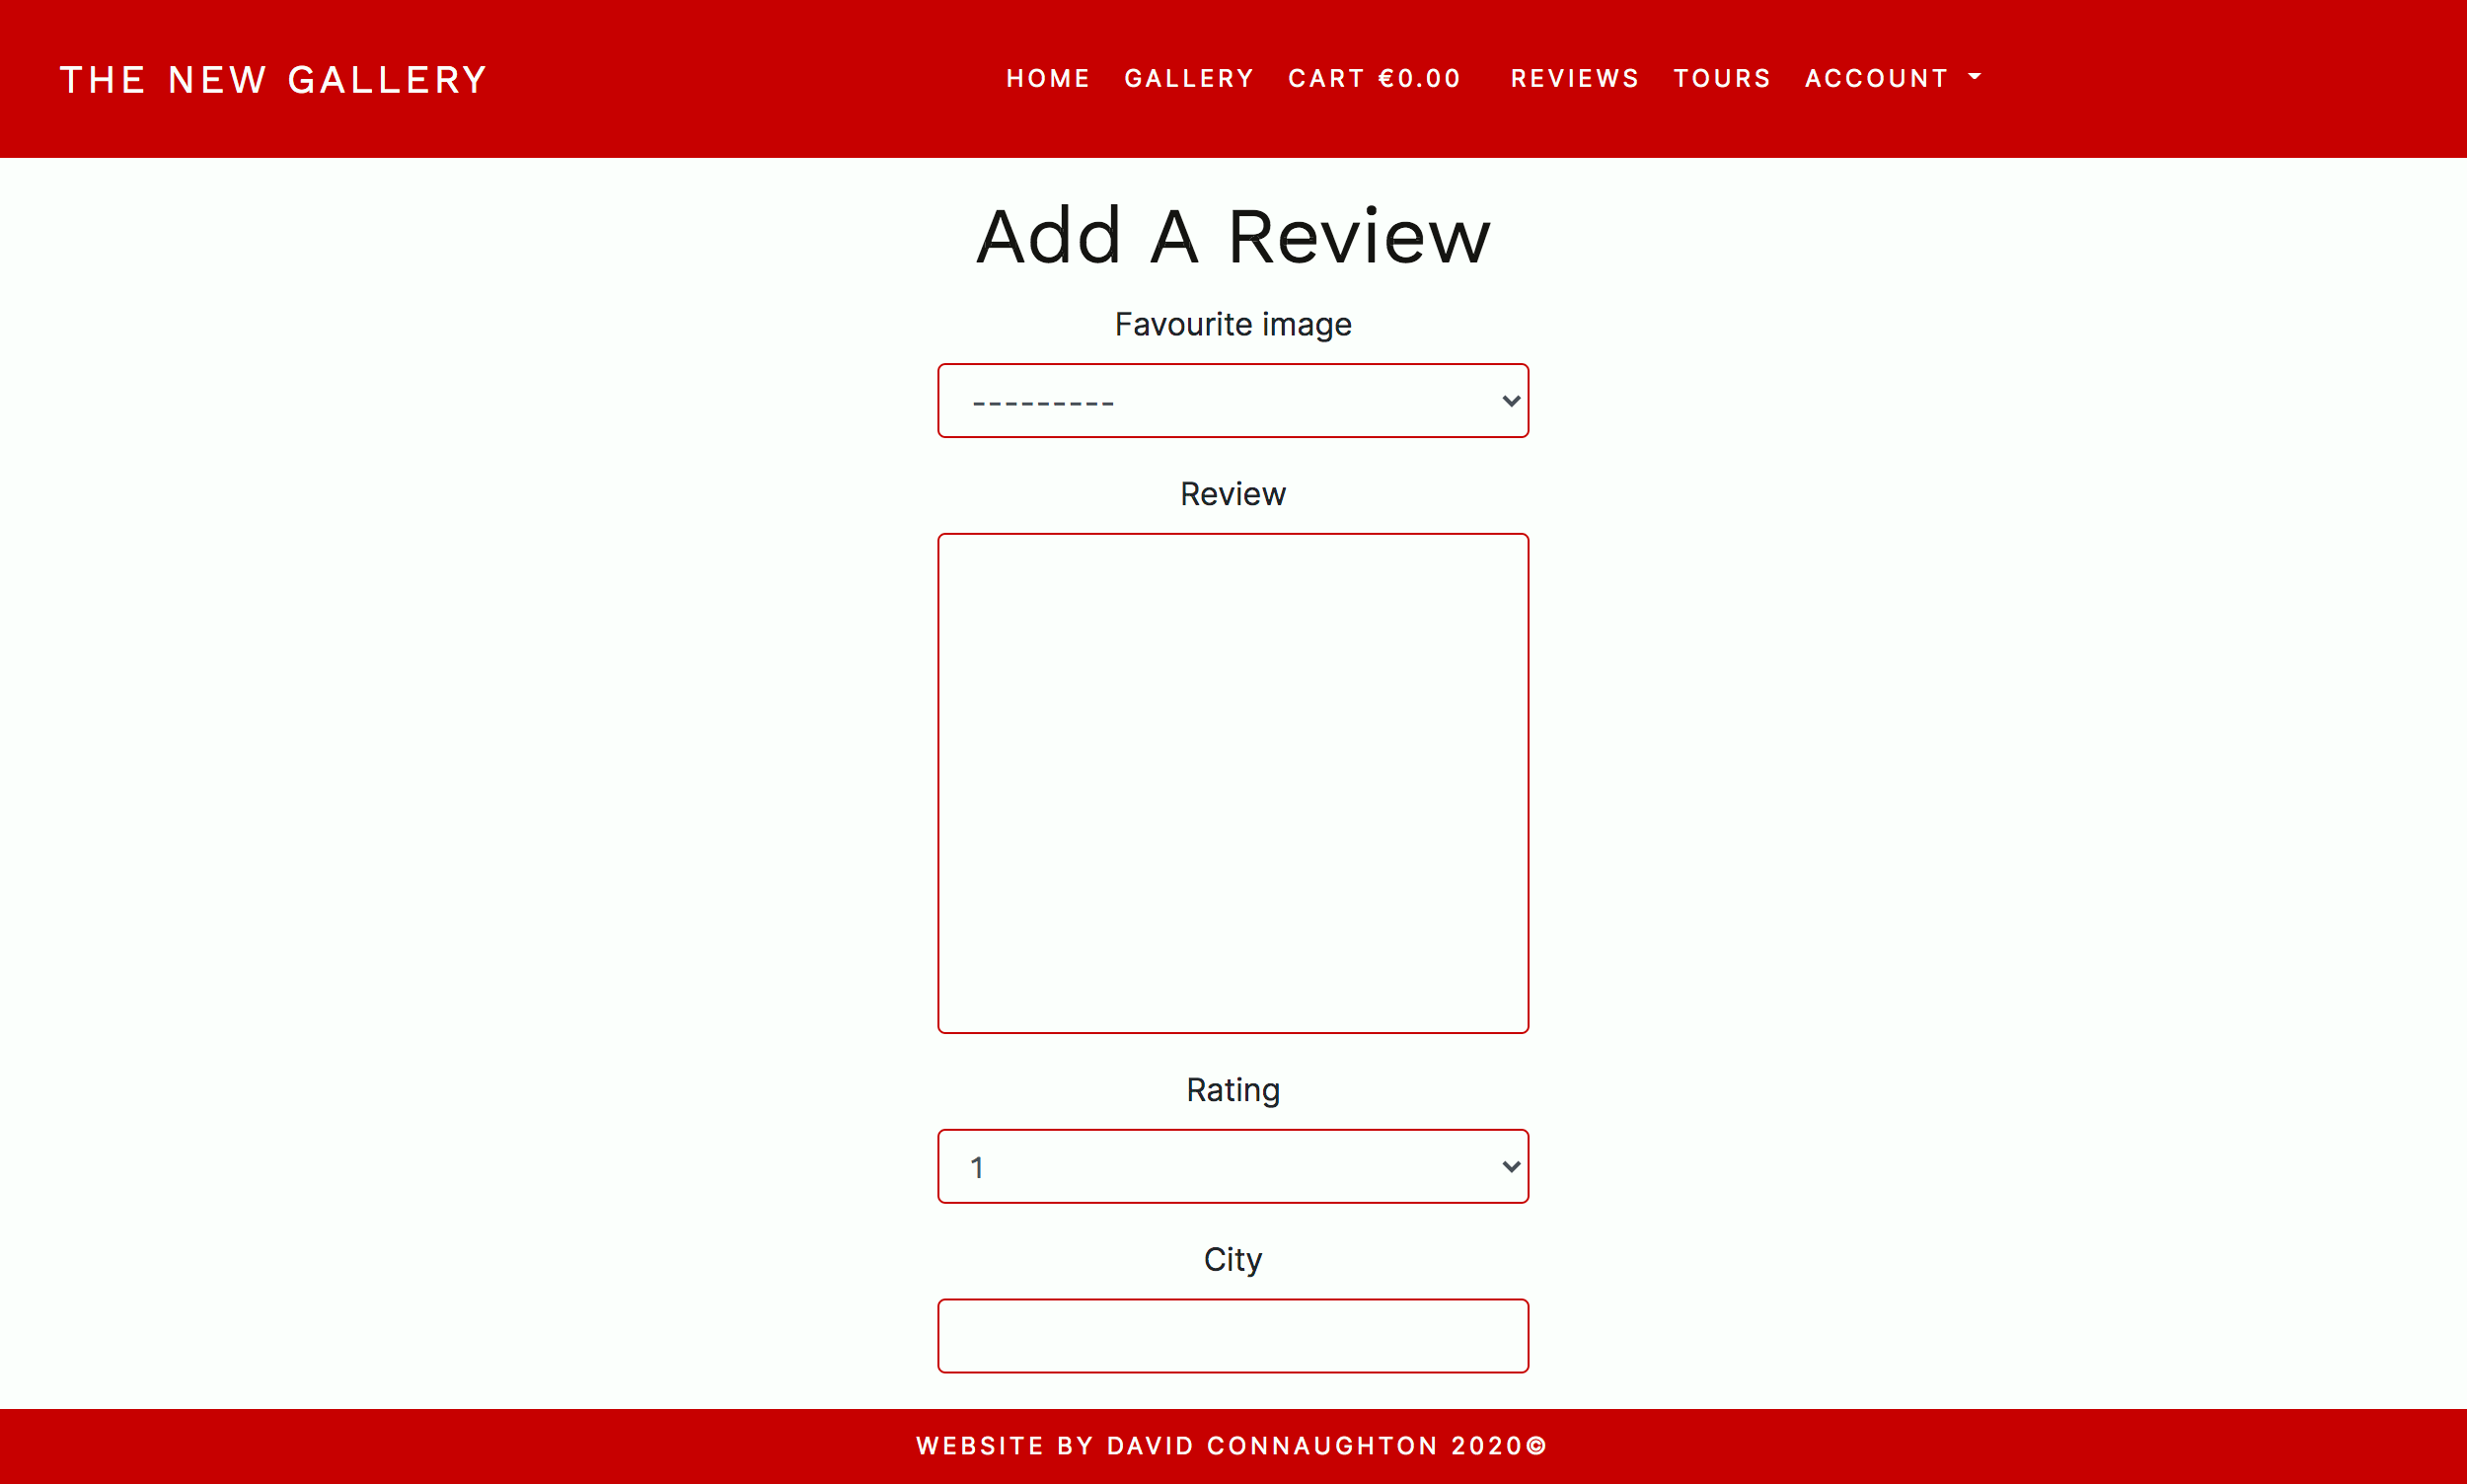 THE NEW GALLERY
HOME GALLERY CART €0.00 REVIEWS TOURS ACCOUNT
Add A Review
Favourite image
---------
Review
Rating
1
City
WEBSITE BY DAVID CONNAUGHTON 2020©